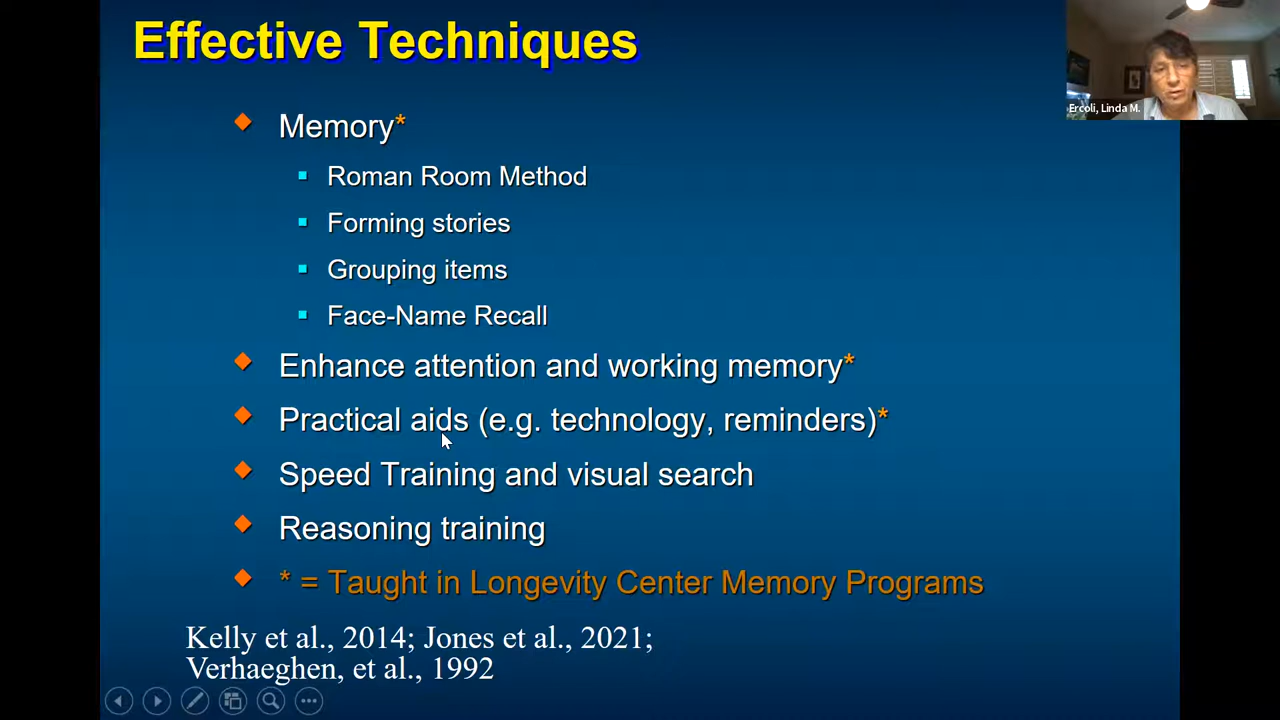 Effective Techniques
Ercoli, Linda M.
Memory*
Roman Room Method
Forming stories
Grouping items
Face-Name Recall
Enhance attention and working memory*
Practical aids (e.g. technology, reminders)*
Speed Training and visual search
Reasoning training
* = Taught in Longevity Center Memory Programs
Kelly et al., 2014; Jones et al., 2021;
Verhaeghen, et al., 1992